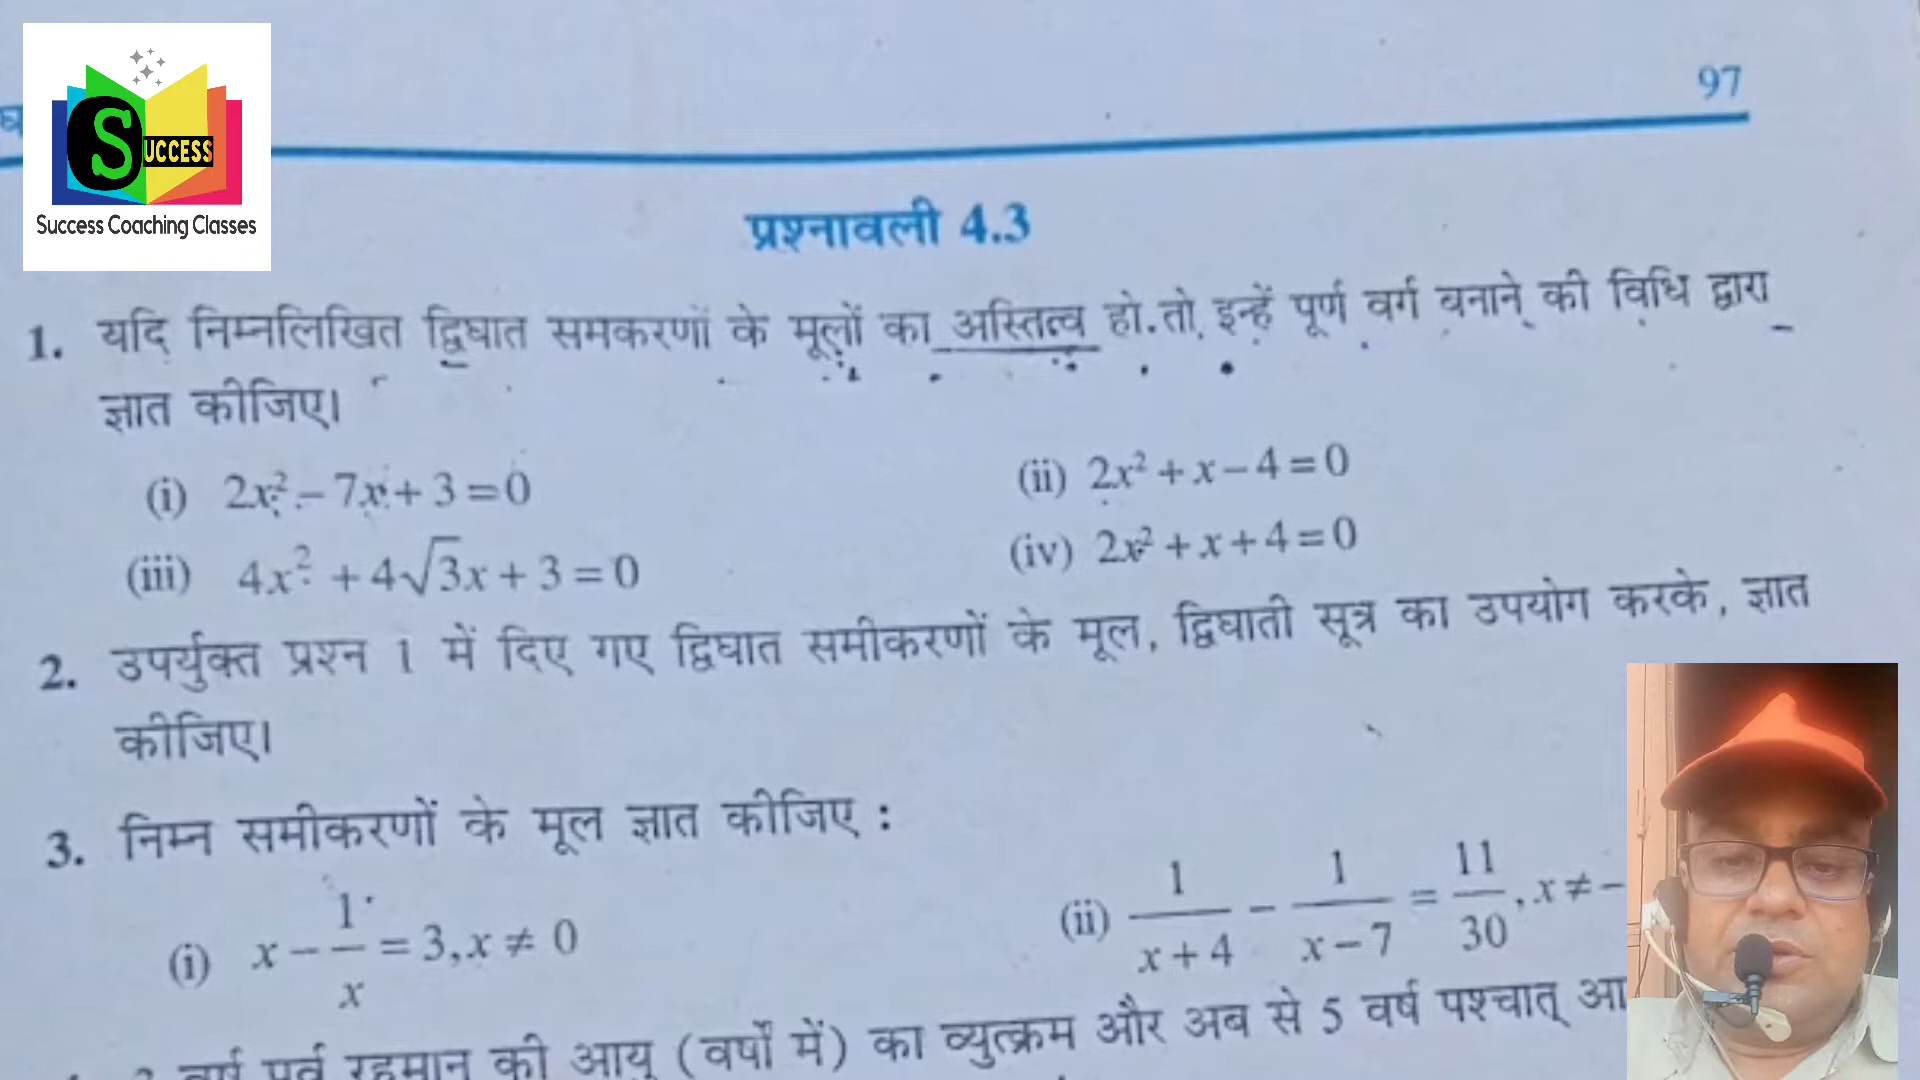 SUCCESS
Success Coaching Classes
97
प्रश्नावली 4.3
1. यदि निम्नलिखित द्विघात समकरणों के मूलों का अस्तित्व हो तो इन्हें पूर्ण वर्ग बनाने की विधि द्वारा
ज्ञात कीजिए।
(i) 2x² – 7x + 3 = 0 (ii) 2x² + x – 4 = 0
(iii) 4x² + 4√3x + 3 = 0 (iv) 2x² + x + 4 = 0
2. उपर्युक्त प्रश्न 1 में दिए गए द्विघात समीकरणों के मूल, द्विघाती सूत्र का उपयोग करके, ज्ञात
कीजिए।
3. निम्न समीकरणों के मूल ज्ञात कीजिए :
(i) x – 1/x = 3, x ≠ 0 (ii) 1/(x + 4) – 1/(x – 7) = 11/30, x ≠ –
वर्ष पूर्व रहमान की आयु (वर्षों में) का व्युत्क्रम और अब से 5 वर्ष पश्चात्